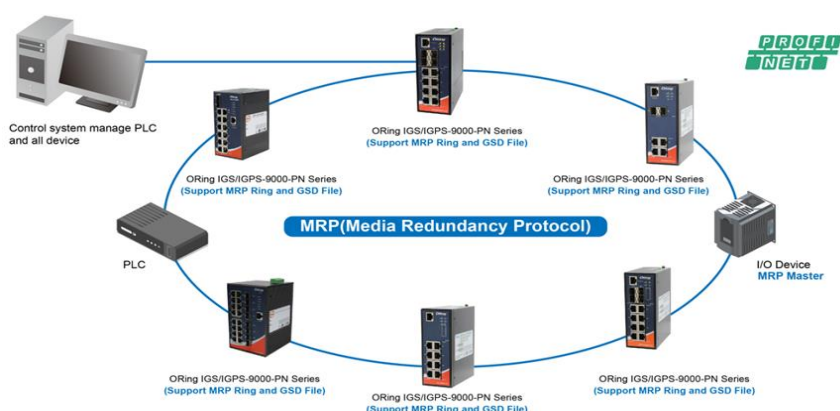 PROFI
NET
Control system manage PLC
and all device
ORing IGS/IGPS-9000-PN Series
(Support MRP Ring and GSD File)
ORing IGS/IGPS-9000-PN Series
(Support MRP Ring and GSD File)
ORing IGS/IGPS-9000-PN Series
(Support MRP Ring and GSD File)
MRP(Media Redundancy Protocol)
PLC
I/O Device
MRP Master
ORing IGS/IGPS-9000-PN Series
(Support MRP Ring and GSD File)
ORing IGS/IGPS-9000-PN Series
(Support MRP Ring and GSD File)
ORing IGS/IGPS-9000-PN Series
(Support MRP Ring and GSD File)